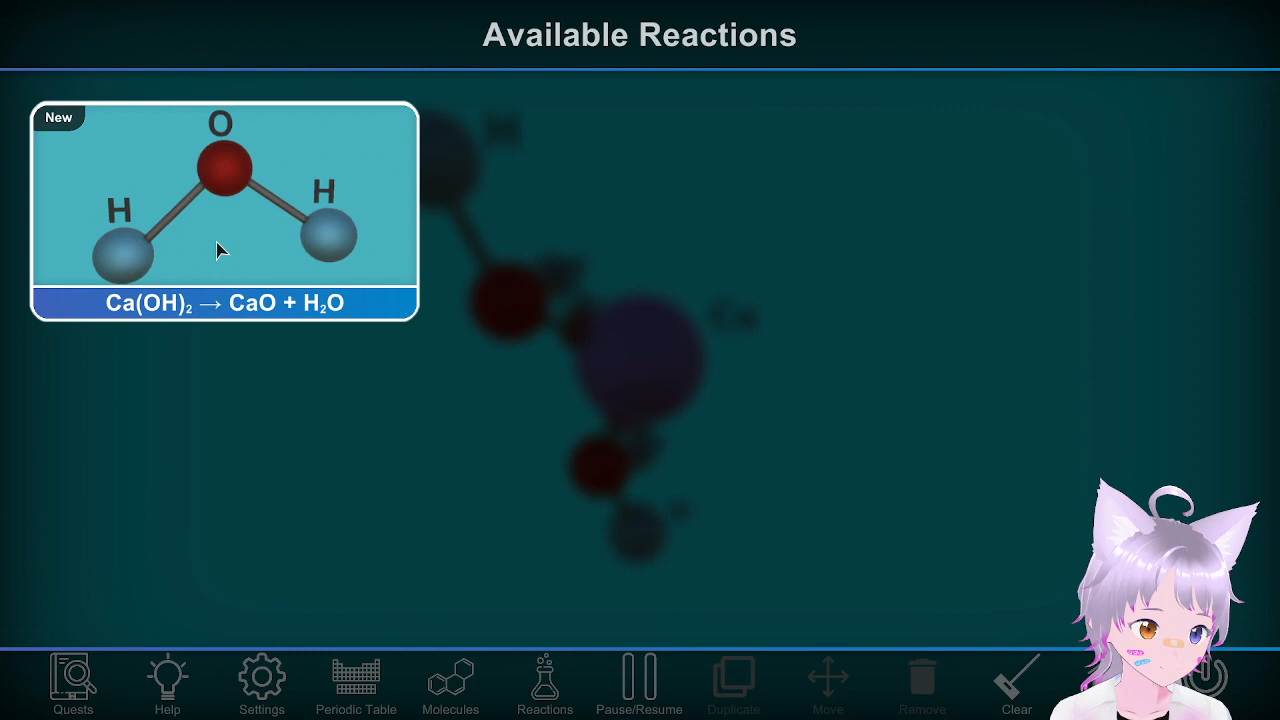 Available Reactions
New
O
H
H
Ca(OH)₂ → CaO + H₂O
H
Ca
Quests
Help
Settings
Periodic Table
Molecules
Reactions
Pause/Resume
Duplicate
Move
Remove
Clear